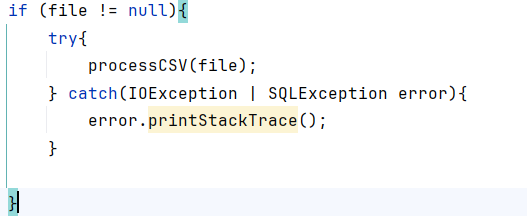 if (file != null){
    try{
        processCSV(file);
    } catch(IOException | SQLException error){
        error.printStackTrace();
    }
}